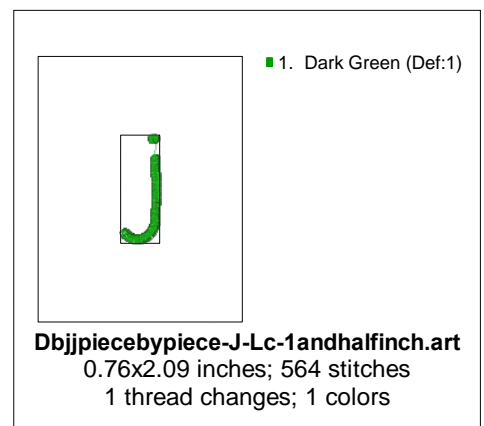 1. Dark Green (Def:1)
j
Dbjjpiecebypiece-J-Lc-1andhalfinch.art
0.76x2.09 inches; 564 stitches
1 thread changes; 1 colors